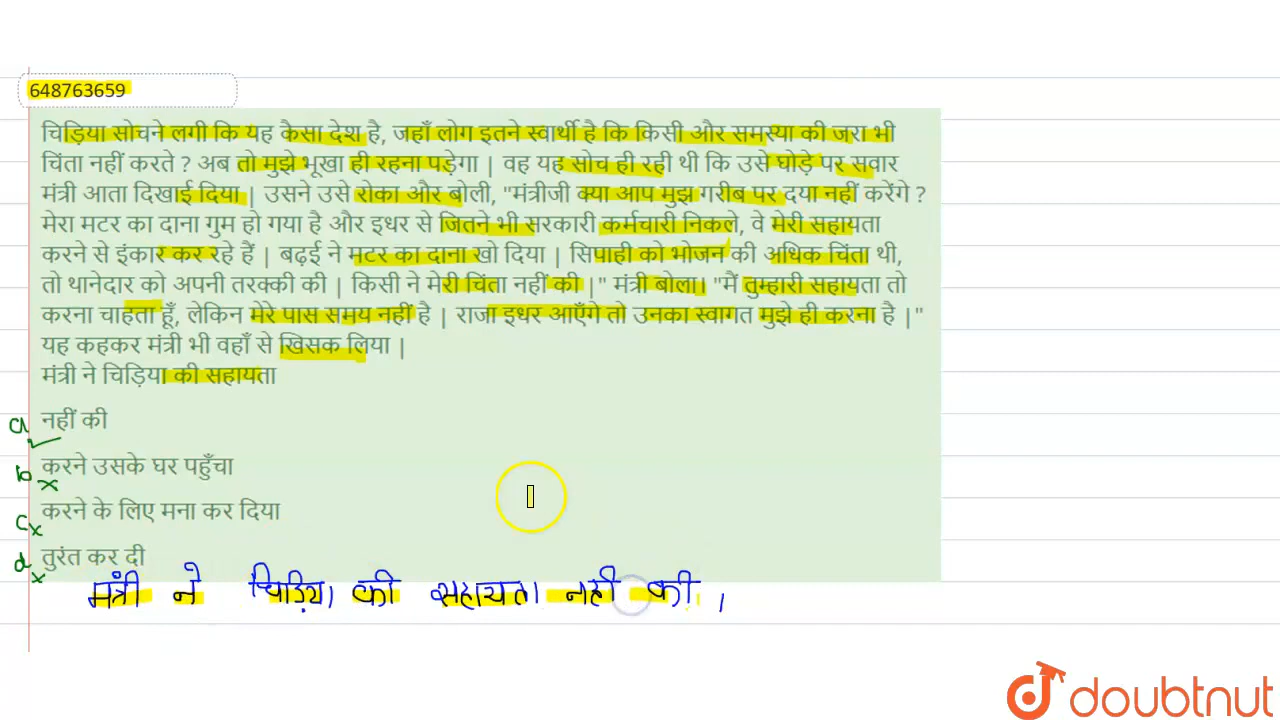 648763659
चिड़िया सोचने लगी कि यह कैसा देश है, जहाँ लोग इतने स्वार्थी है कि किसी और समस्या की जरा भी
चिंता नहीं करते ? अब तो मुझे भूखा ही रहना पड़ेगा | वह यह सोच ही रही थी कि उसे घोड़े पर सवार
मंत्री आता दिखाई दिया | उसने उसे रोका और बोली, "मंत्रीजी क्या आप मुझ गरीब पर दया नहीं करेंगे ?
मेरा मटर का दाना गुम हो गया है और इधर से जितने भी सरकारी कर्मचारी निकले, वे मेरी सहायता
करने से इंकार कर रहे हैं | बढ़ई ने मटर का दाना खो दिया | सिपाही को भोजन की अधिक चिंता थी,
तो थानेदार को अपनी तरक्की की | किसी ने मेरी चिंता नहीं की |" मंत्री बोला। "मैं तुम्हारी सहायता तो
करना चाहता हूँ, लेकिन मेरे पास समय नहीं है | राजा इधर आएँगे तो उनका स्वागत मुझे ही करना है |"
यह कहकर मंत्री भी वहाँ से खिसक लिया |
मंत्री ने चिड़िया की सहायता
a नहीं की
b करने उसके घर पहुँचा
c करने के लिए मना कर दिया
d तुरंत कर दी
मंत्री ने चिड़िया की सहायता नही की ।
doubtnut